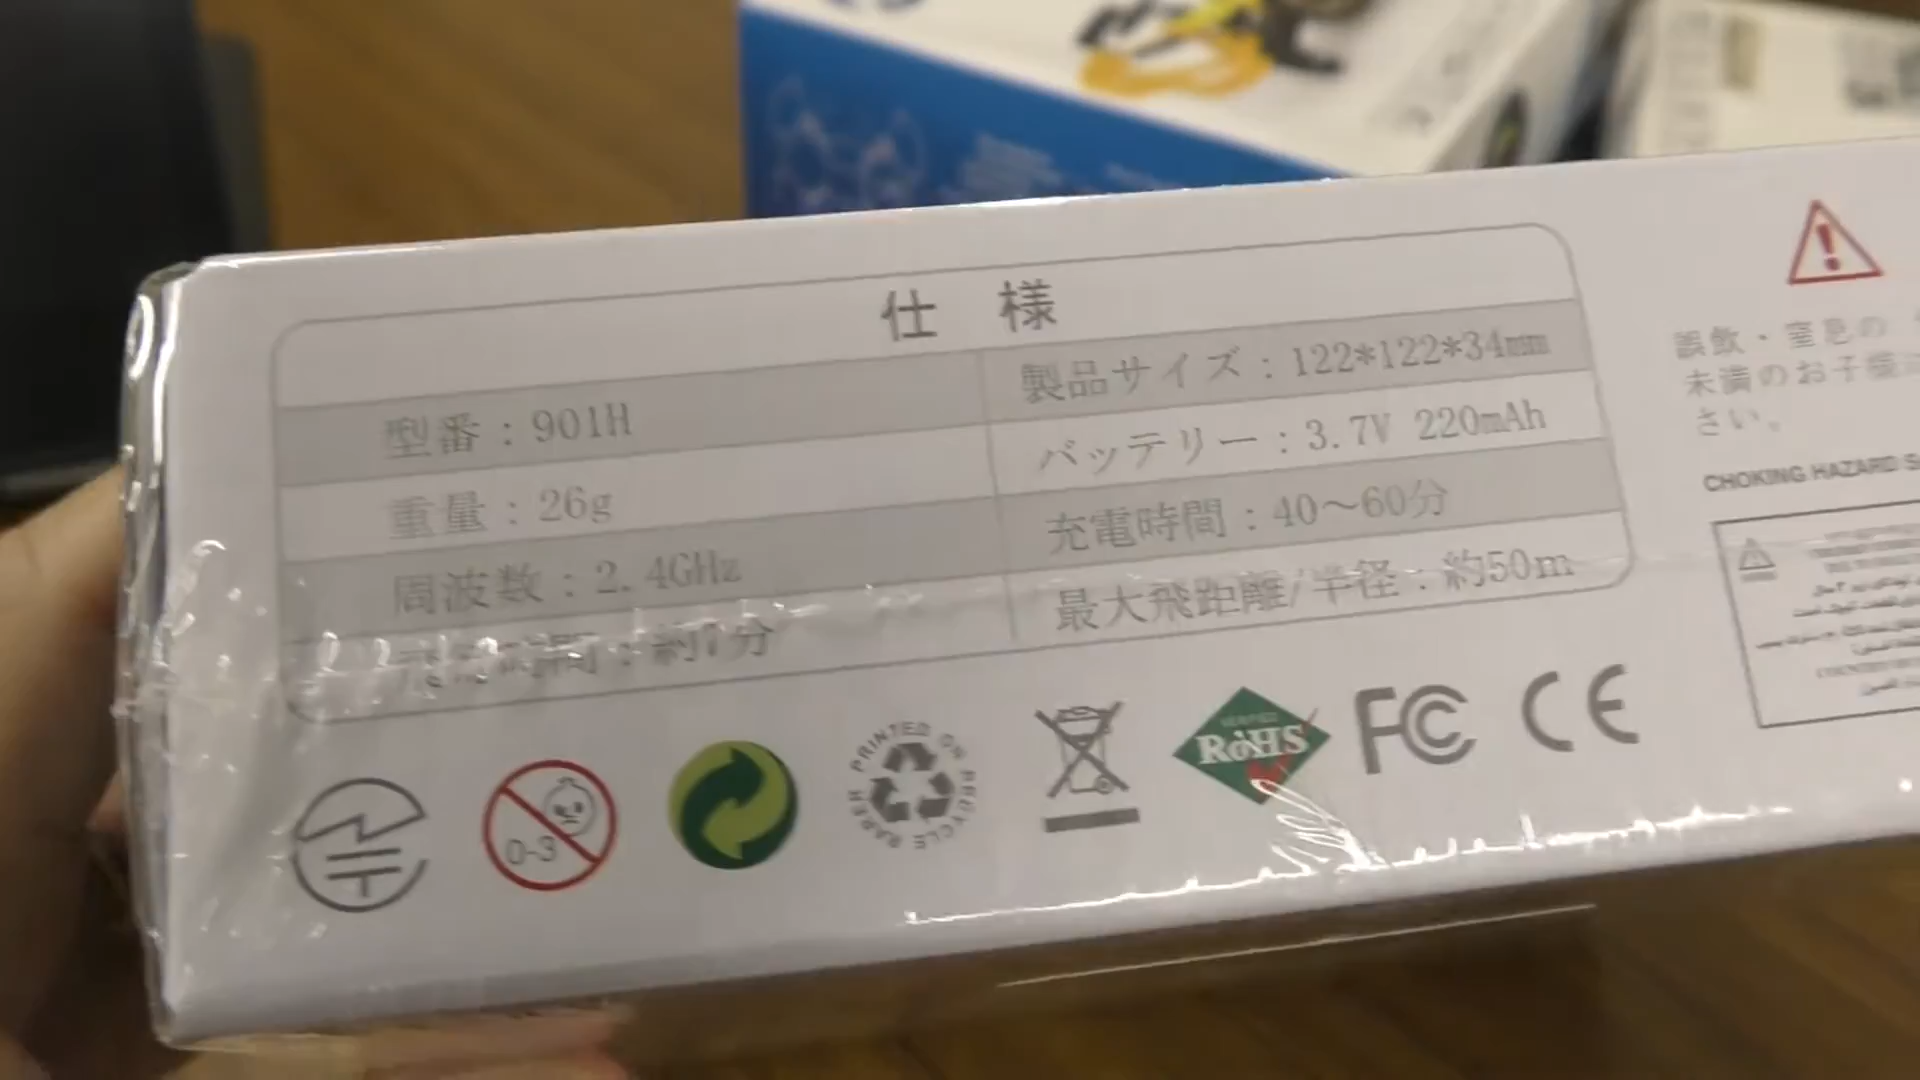 仕 様
型番：901H
製品サイズ：122*122*34mm
重量：26g
バッテリー：3.7V 220mAh
周波数：2.4GHz
充電時間：40～60分
時間：約7分
最大飛距離/半径：約50m
誤飲・窒息の
未満のお子様
さい。
CHOKING HAZARD
0-3
PRINTED ON RECYCLE PAPER
VERIFIED
RoHS
FC
CE